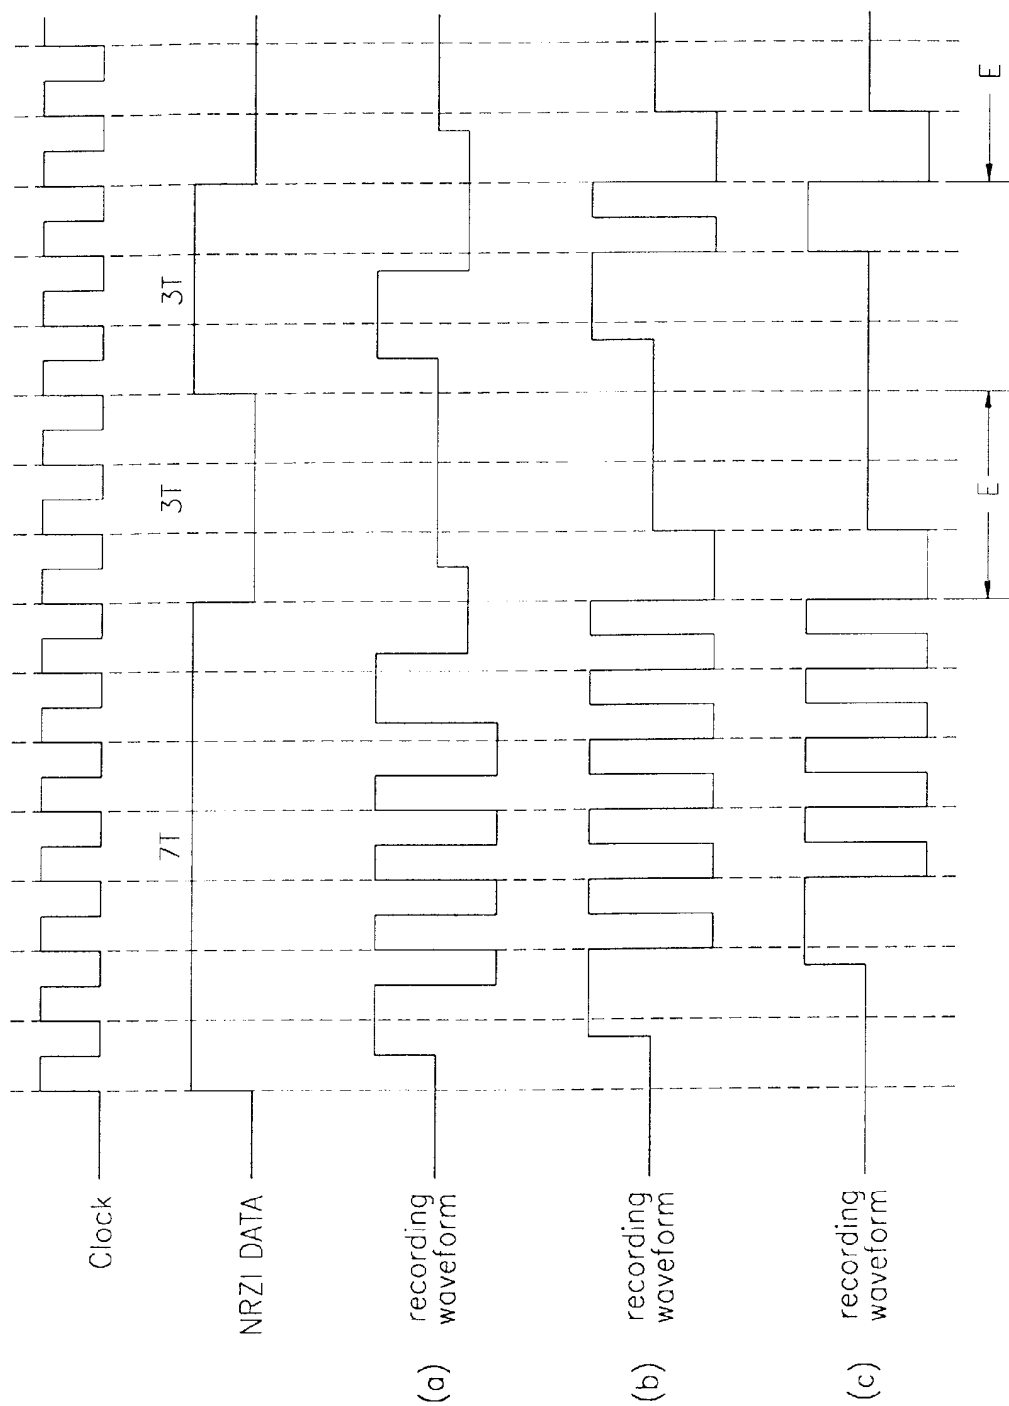 Clock
NRZI DATA
7T
3T
3T
(a)
recording
waveform
(b)
recording
waveform
(c)
recording
waveform
E
E